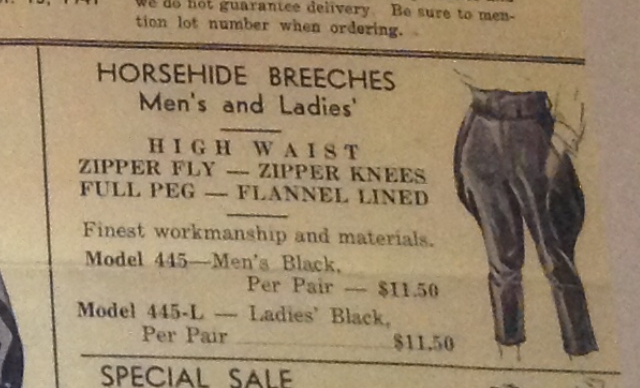 we do not guarantee delivery. Be sure to men-
tion lot number when ordering.
HORSEHIDE BREECHES
Men's and Ladies'
HIGH WAIST
ZIPPER FLY — ZIPPER KNEES
FULL PEG — FLANNEL LINED
Finest workmanship and materials.
Model 445—Men's Black,
Per Pair — $11.50
Model 445-L — Ladies' Black,
Per Pair $11.50
SPECIAL SALE